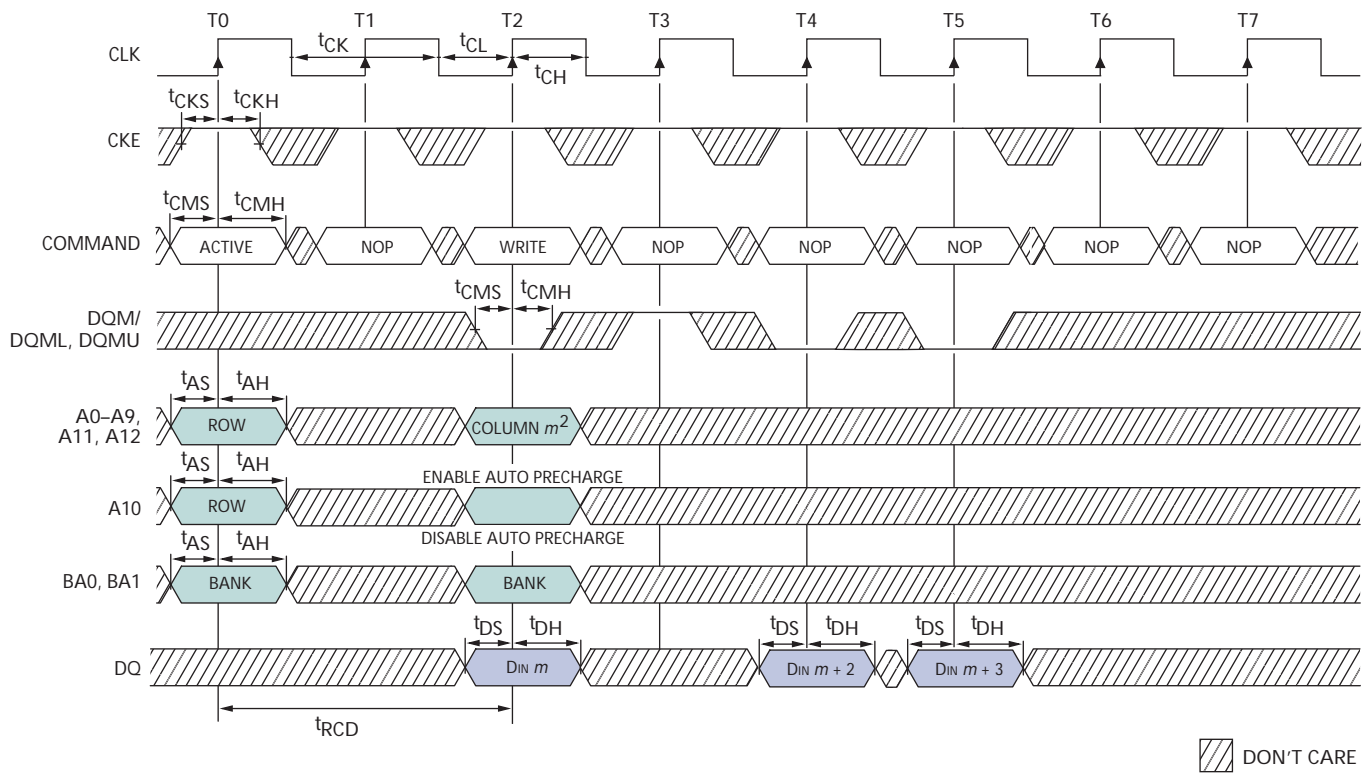 T0 T1 T2 T3 T4 T5 T6 T7
CLK
tCK tCL
tCH
tCKS tCKH
CKE
tCMS tCMH
COMMAND ACTIVE NOP WRITE NOP NOP NOP NOP NOP
tCMS tCMH
DQM/
DQML, DQMU
tAS tAH
A0–A9,
A11, A12
ROW COLUMN m2
tAS tAH
ENABLE AUTO PRECHARGE
A10 ROW
DISABLE AUTO PRECHARGE
tAS tAH
BA0, BA1 BANK BANK
tDS tDH tDS tDH tDS tDH
DQ DIN m DIN m + 2 DIN m + 3
tRCD
DON'T CARE